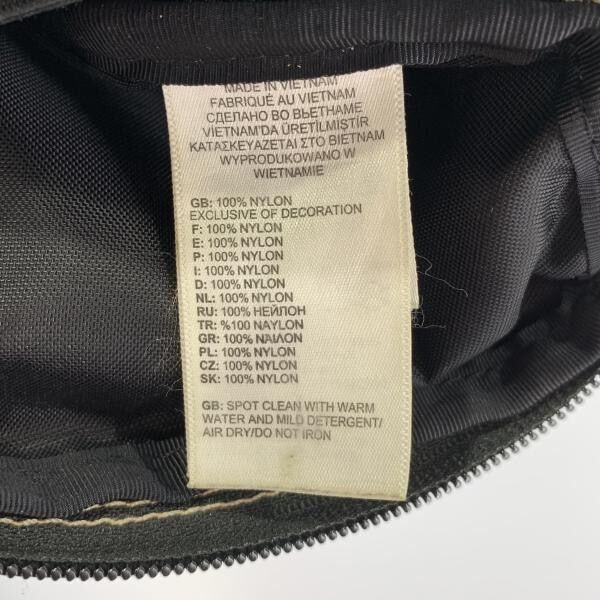 MADE IN VIETNAM
FABRIQUÉ AU VIETNAM
СДЕЛАНО ВО ВЬЕТНАМЕ
VİETNAM'DA ÜRETİLMİŞTİR
ΚΑΤΑΣΚΕΥΑΖΕΤΑΙ ΣΤΟ ΒΙΕΤΝΑΜ
WYPRODUKOWANO W
WIETNAMIE
GB: 100% NYLON
EXCLUSIVE OF DECORATION
F: 100% NYLON
E: 100% NYLON
P: 100% NYLON
I: 100% NYLON
D: 100% NYLON
NL: 100% NYLON
RU: 100% НЕЙЛОН
TR: %100 NAYLON
GR: 100% ΝΑΙΛΟΝ
PL: 100% NYLON
CZ: 100% NYLON
SK: 100% NYLON
GB: SPOT CLEAN WITH WARM
WATER AND MILD DETERGENT/
AIR DRY/DO NOT IRON